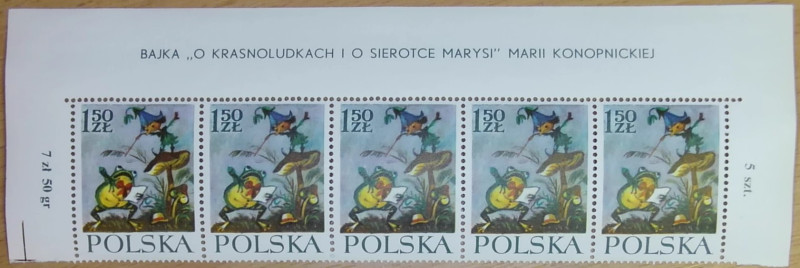 BAJKA „O KRASNOLUDKACH I O SIEROTCE MARYSI" MARII KONOPNICKIEJ
1.50 ZŁ
1.50 ZŁ
1.50 ZŁ
1.50 ZŁ
1.50 ZŁ
7 zł 50 gr
5 szt.
POLSKA
POLSKA
POLSKA
POLSKA
POLSKA